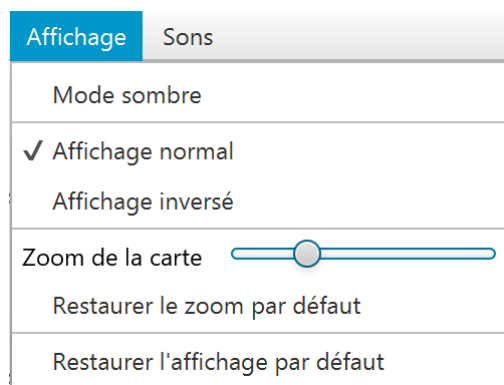 Affichage Sons
Mode sombre
✓ Affichage normal
Affichage inversé
Zoom de la carte
Restaurer le zoom par défaut
Restaurer l'affichage par défaut